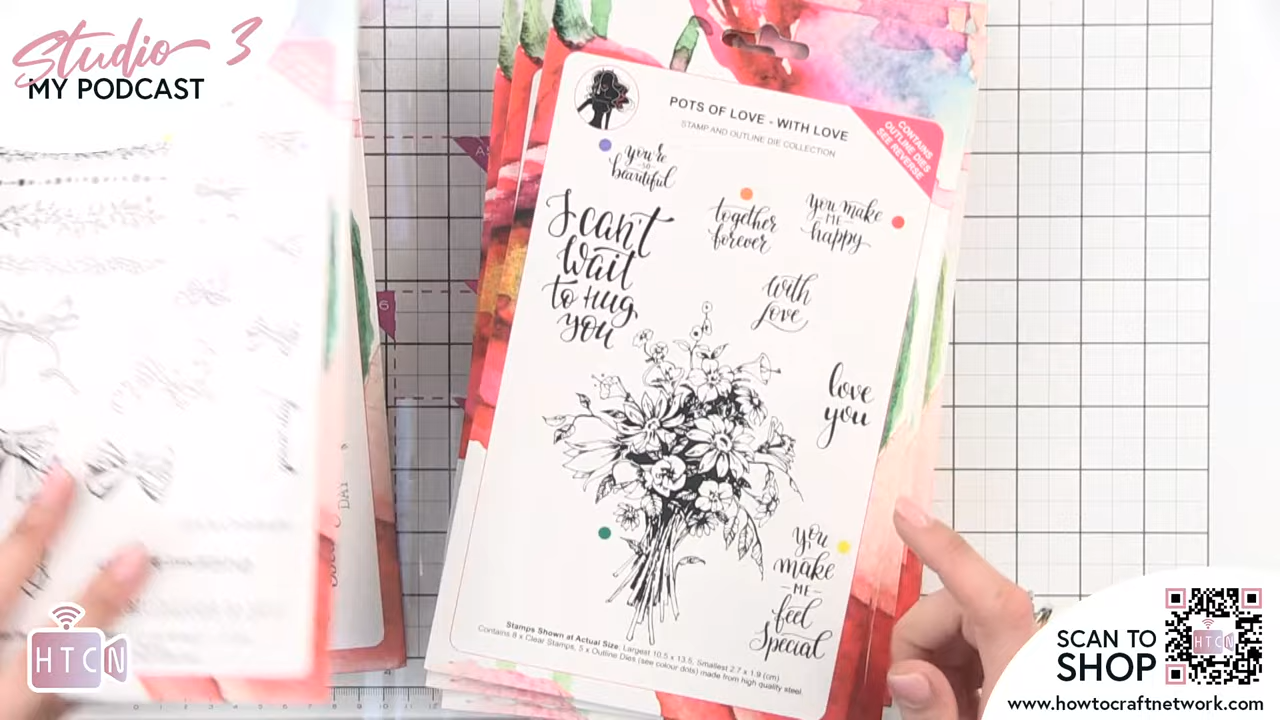 Studio 3
MY PODCAST
POTS OF LOVE - WITH LOVE
STAMP AND OUTLINE DIE COLLECTION
CONTAINS
OUTLINE DIES
SEE REVERSE
you're
so
beautiful
together
forever
you make
ME
happy
I can't
wait
to hug
you
with
love
love
you
you
make
ME
feel
special
Stamps Shown at Actual Size: Largest 10.5 x 13.5, Smallest 2.7 x 1.9 (cm)
Contains 8 x Clear Stamps, 5 x Outline Dies (see colour dots) made from high quality steel.
DAY
6
HTCN
SCAN TO
SHOP
HTCN
www.howtocraftnetwork.com